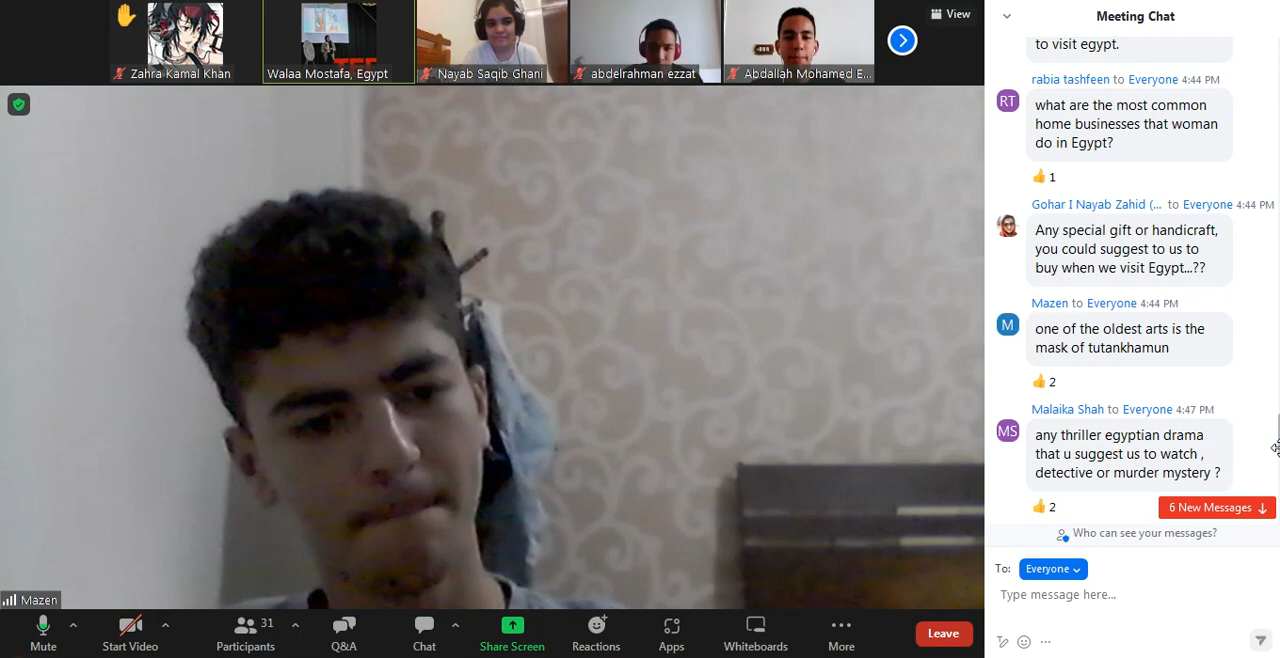 Zahra Kamal Khan
Walaa Mostafa, Egypt
Nayab Saqib Ghani
abdelrahman ezzat
Abdallah Mohamed E...
View
Mazen
Mute
Start Video
31
Participants
Q&A
Chat
Share Screen
Reactions
Apps
Whiteboards
More
Leave
Meeting Chat
to visit egypt.
rabia tashfeen to Everyone 4:44 PM
RT
what are the most common
home businesses that woman
do in Egypt?
1
Gohar I Nayab Zahid (... to Everyone 4:44 PM
Any special gift or handicraft,
you could suggest to us to
buy when we visit Egypt...??
Mazen to Everyone 4:44 PM
M
one of the oldest arts is the
mask of tutankhamun
2
Malaika Shah to Everyone 4:47 PM
MS
any thriller egyptian drama
that u suggest us to watch ,
detective or murder mystery ?
2
6 New Messages
Who can see your messages?
To: Everyone
Type message here...